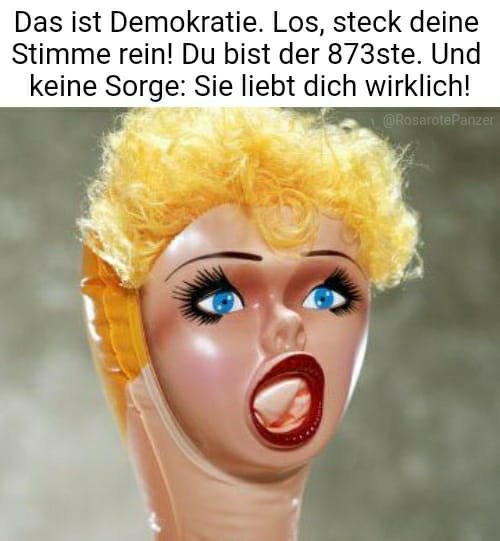 Das ist Demokratie. Los, steck deine
Stimme rein! Du bist der 873ste. Und
keine Sorge: Sie liebt dich wirklich!
@RosarotePanzer